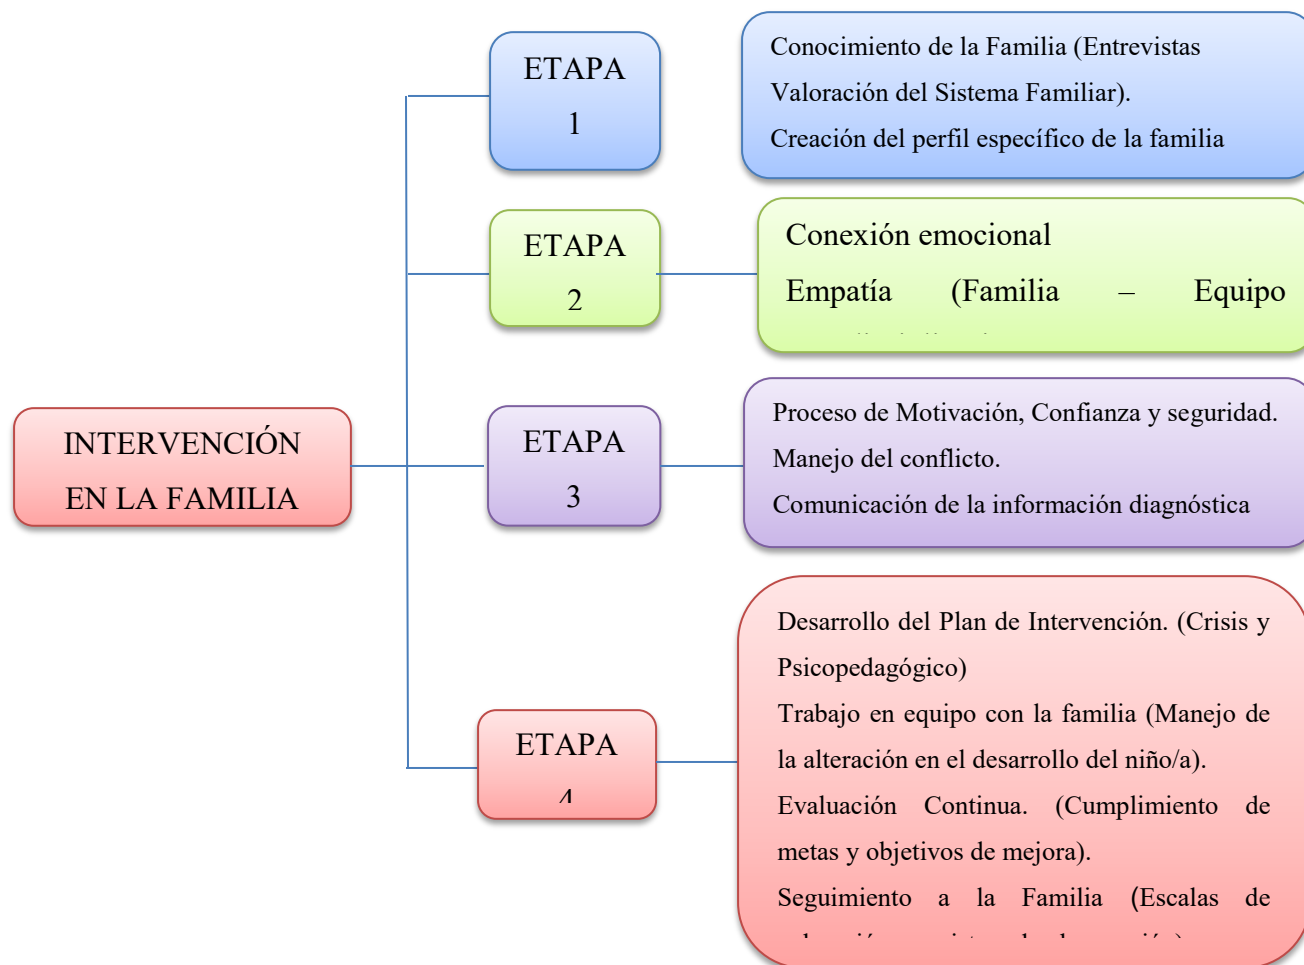 INTERVENCIÓN
EN LA FAMILIA
ETAPA
1
Conocimiento de la Familia (Entrevistas
Valoración del Sistema Familiar).
Creación del perfil específico de la familia
ETAPA
2
Conexión emocional
Empatía (Familia – Equipo
ETAPA
3
Proceso de Motivación, Confianza y seguridad.
Manejo del conflicto.
Comunicación de la información diagnóstica
ETAPA
4
Desarrollo del Plan de Intervención. (Crisis y
Psicopedagógico)
Trabajo en equipo con la familia (Manejo de
la alteración en el desarrollo del niño/a).
Evaluación Continua. (Cumplimiento de
metas y objetivos de mejora).
Seguimiento a la Familia (Escalas de